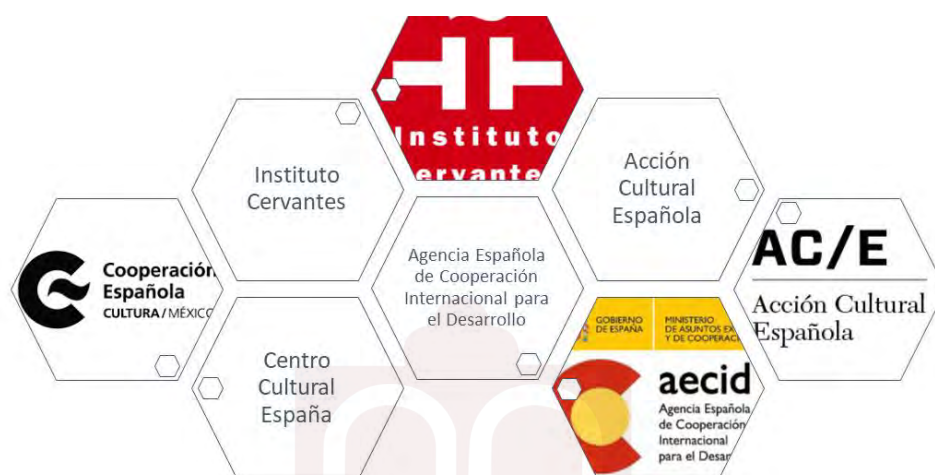 Instituto
ervante
Instituto
Cervantes
Acción
Cultural
Española
Cooperación
Española
CULTURA/MÉXICO
Agencia Española
de Cooperación
Internacional para
el Desarrollo
AC/E
Acción Cultural
Española
Centro
Cultural
España
GOBIERNO
DE ESPAÑA
MINISTERIO
DE ASUNTOS EX
Y DE COOPERAC
aecid
Agencia Española
de Cooperación
Internacional
para el Desar